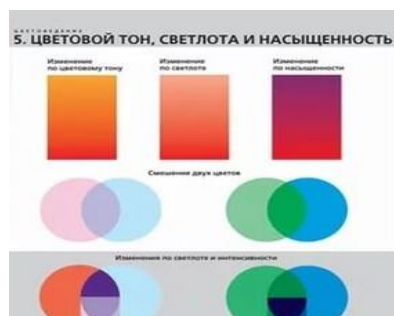 ЦВЕТОВЕДЕНИЕ
5. ЦВЕТОВОЙ ТОН, СВЕТЛОТА И НАСЫЩЕННОСТЬ
Изменение
по цветовому тону
Изменение
по светлоте
Изменение
по насыщенности
Смешение двух цветов
Изменения по светлоте и интенсивности